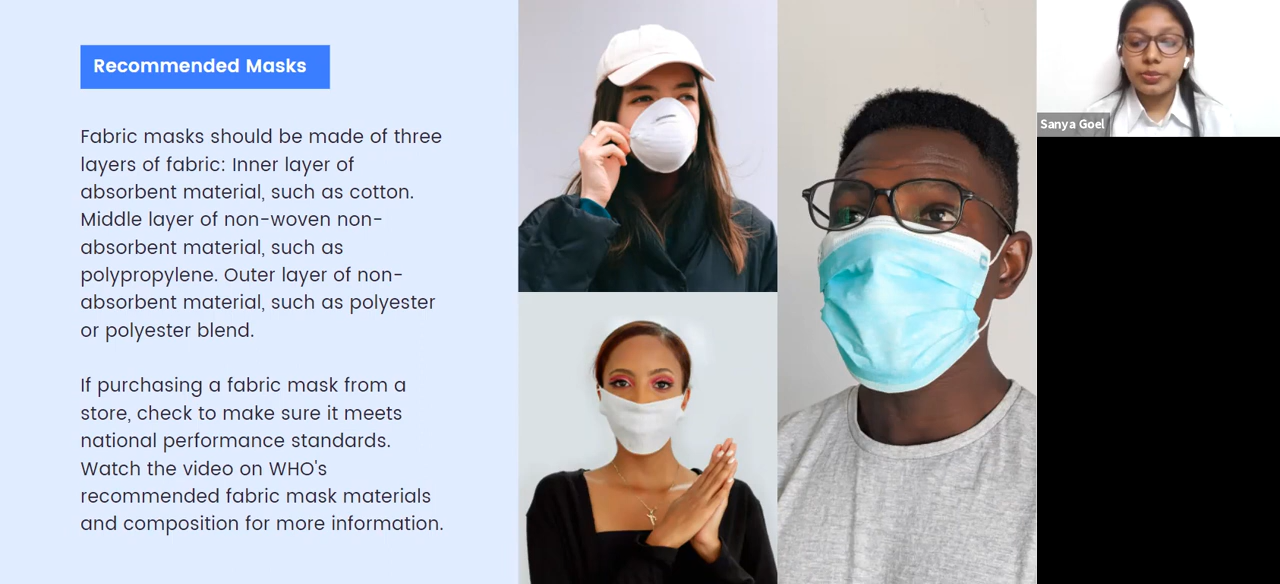 Recommended Masks
Fabric masks should be made of three
layers of fabric: Inner layer of
absorbent material, such as cotton.
Middle layer of non-woven non-
absorbent material, such as
polypropylene. Outer layer of non-
absorbent material, such as polyester
or polyester blend.
If purchasing a fabric mask from a
store, check to make sure it meets
national performance standards.
Watch the video on WHO's
recommended fabric mask materials
and composition for more information.
Sanya Goel